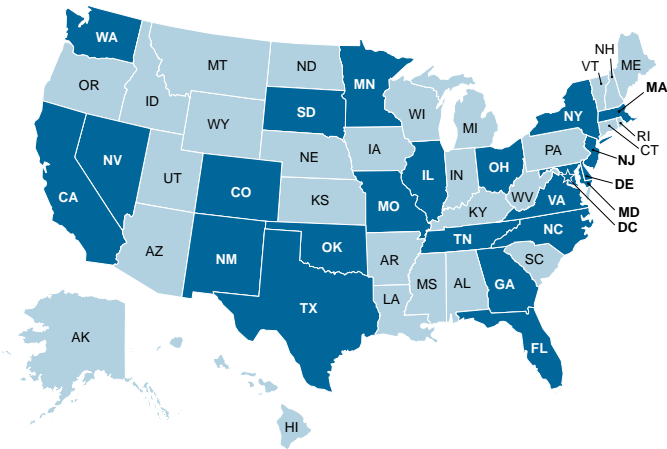 WA
MT
ND
MN
OR
ID
SD
WY
WI
MI
VT
NH
ME
MA
NY
RI
CT
NV
UT
CO
NE
IA
IL
IN
OH
PA
NJ
DE
MD
DC
CA
KS
MO
KY
WV
VA
AZ
NM
OK
AR
TN
NC
TX
LA
MS
AL
GA
SC
FL
AK
HI